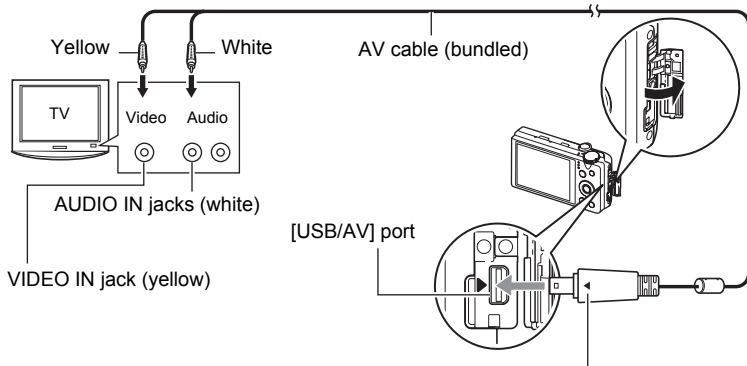 Yellow
White
AV cable (bundled)
TV
Video
Audio
AUDIO IN jacks (white)
[USB/AV] port
VIDEO IN jack (yellow)